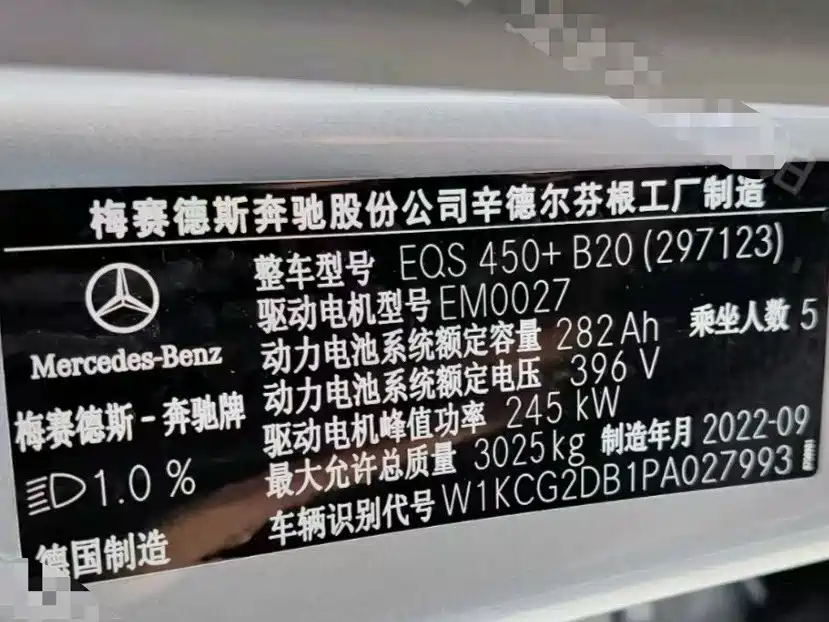 梅赛德斯奔驰股份公司辛德尔芬根工厂制造
整车型号 EQS 450+ B20 (297123)
驱动电机型号 EM0027
动力电池系统额定容量 282 Ah 乘坐人数 5
动力电池系统额定电压 396 V
驱动电机峰值功率 245 kW
最大允许总质量 3025kg 制造年月 2022-09
车辆识别代号 W1KCG2DB1PA027993
Mercedes-Benz
梅赛德斯-奔驰牌
1.0 %
德国制造